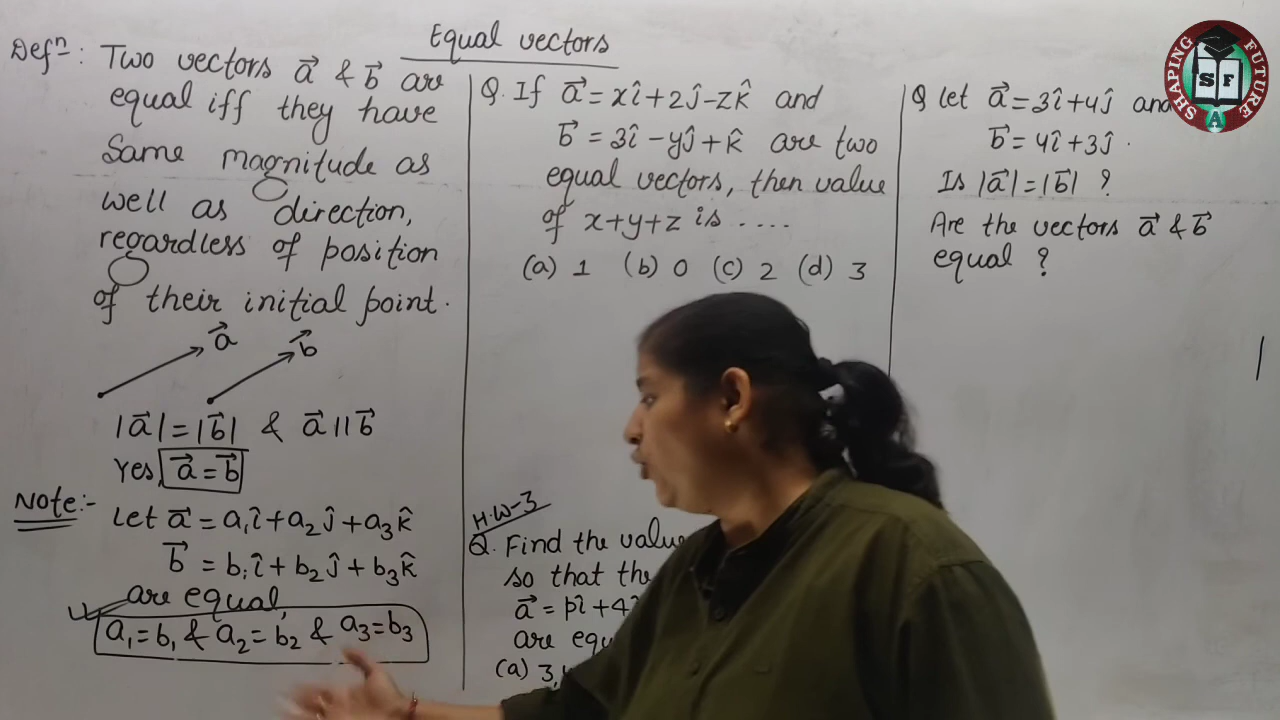 Equal vectors
Defⁿ: Two vectors a⃗ & b⃗ are
equal iff they have
Same magnitude as
well as direction,
regardless of position
of their initial point.
a⃗ b⃗
|a⃗|=|b⃗| & a⃗ || b⃗
Yes, a⃗ = b⃗
Note:-
Let a⃗ = a₁î+a₂ĵ+a₃k̂
b⃗ = b₁î+b₂ĵ+b₃k̂
are equal,
a₁=b₁ & a₂=b₂ & a₃=b₃
Q. If a⃗ = xî+2ĵ-zk̂ and
b⃗ = 3î-yĵ+k̂ are two
equal vectors, then value
of x+y+z is .....
(a) 1 (b) 0 (c) 2 (d) 3
H.W-3
Q. Find the value
so that the
a⃗ = pî+4
are
(a) 3,
Q let a⃗=3î+4ĵ and
b⃗=4î+3ĵ.
Is |a⃗|=|b⃗| ?
Are the vectors a⃗ & b⃗
equal ?
SHAPING FUTURE
S F
A